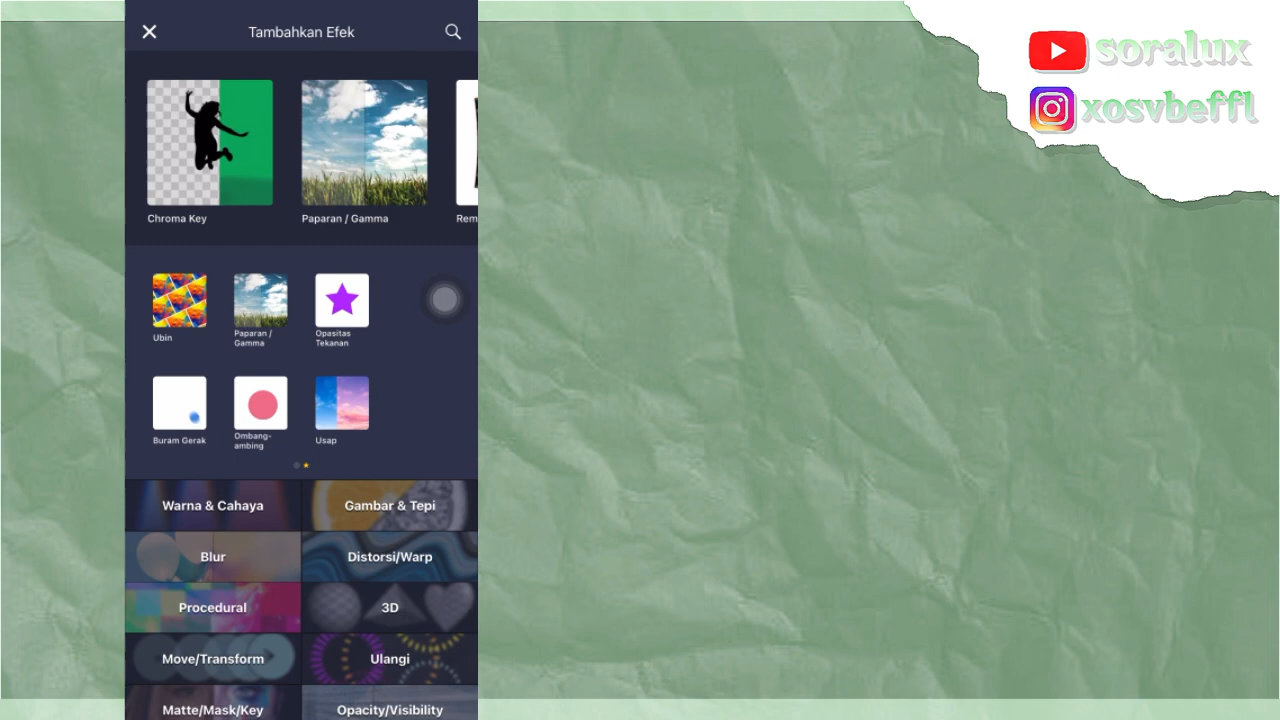 Tambahkan Efek
soralux
xosvbeffl
Chroma Key
Paparan / Gamma
Rem
Ubin
Paparan /
Gamma
Opasitas
Tekanan
Buram Gerak
Ombang-
ambing
Usap
Warna & Cahaya
Gambar & Tepi
Blur
Distorsi/Warp
Procedural
3D
Move/Transform
Ulangi
Matte/Mask/Key
Opacity/Visibility